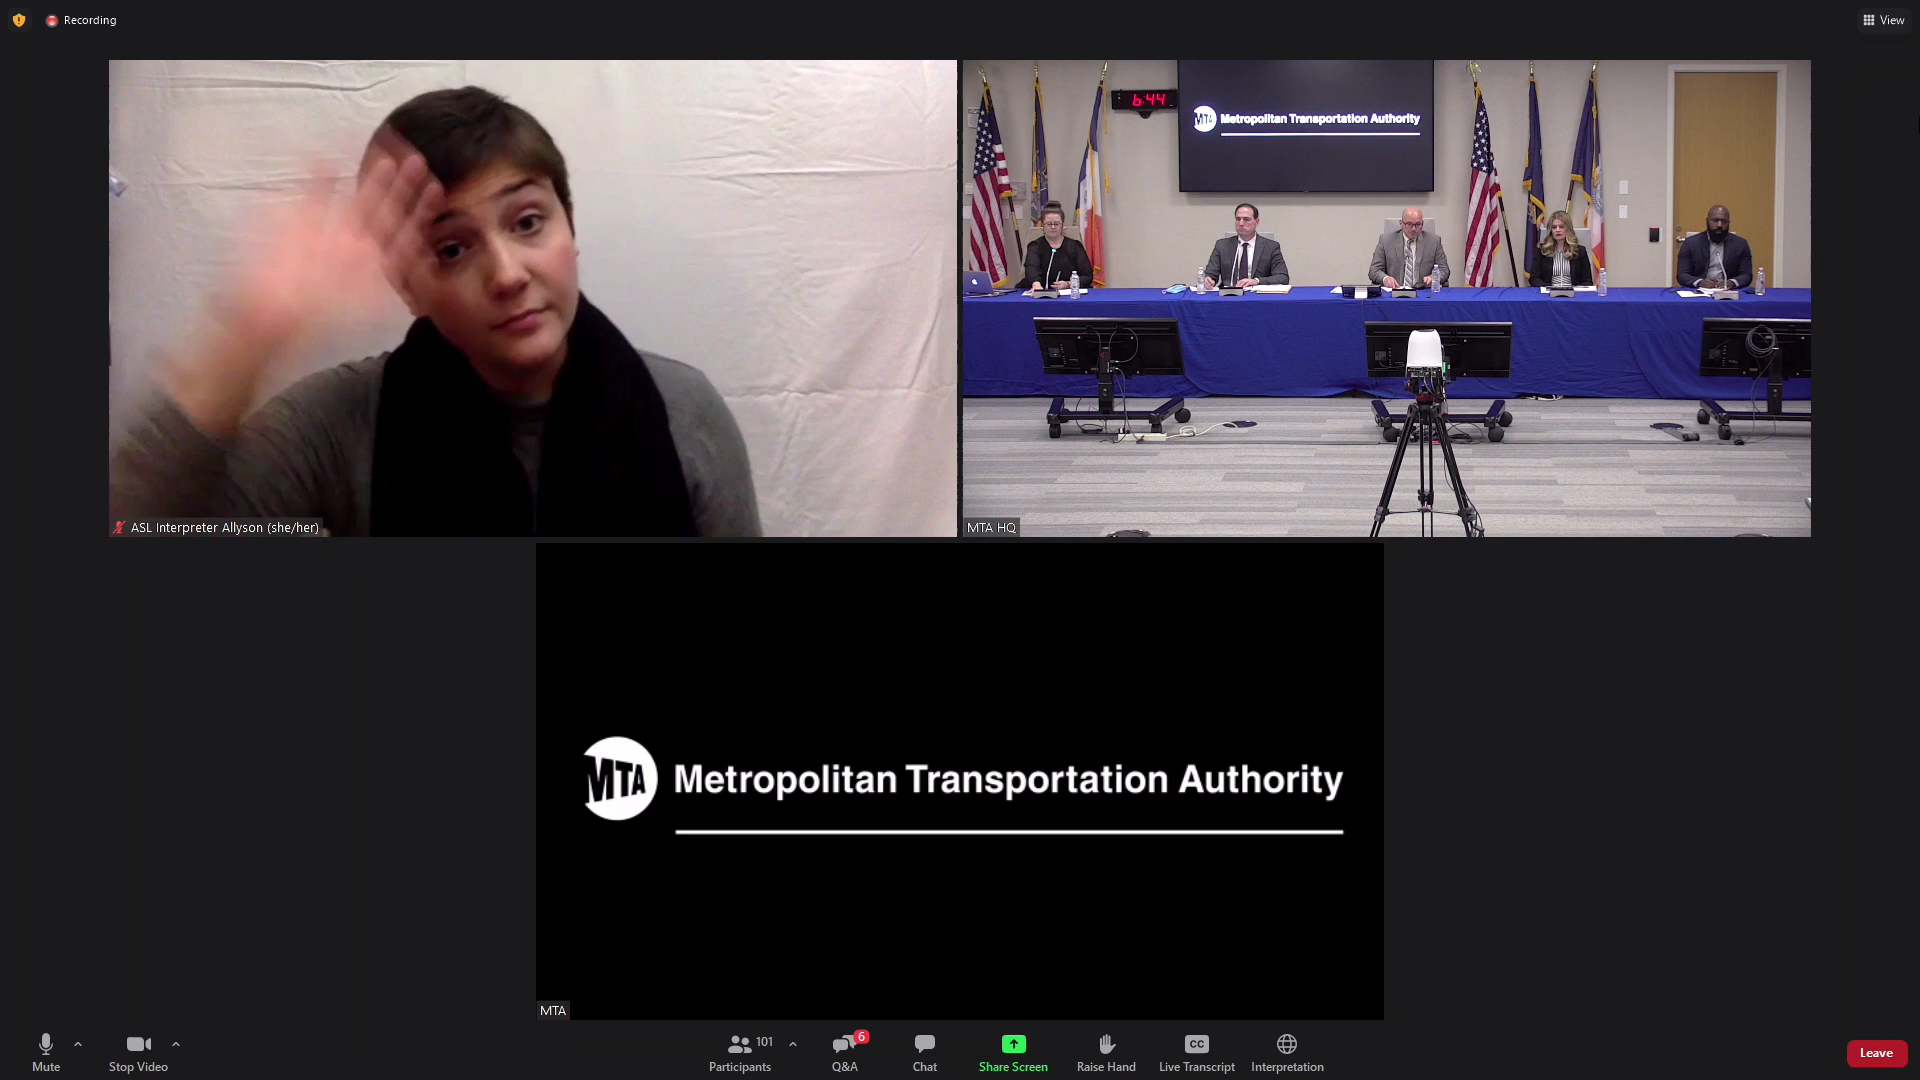 Recording
View
6:44
MTA Metropolitan Transportation Authority
ASL Interpreter Allyson (she/her)
MTA HQ
MTA Metropolitan Transportation Authority
MTA
Mute
Stop Video
101
Participants
6
Q&A
Chat
Share Screen
Raise Hand
CC
Live Transcript
Interpretation
Leave